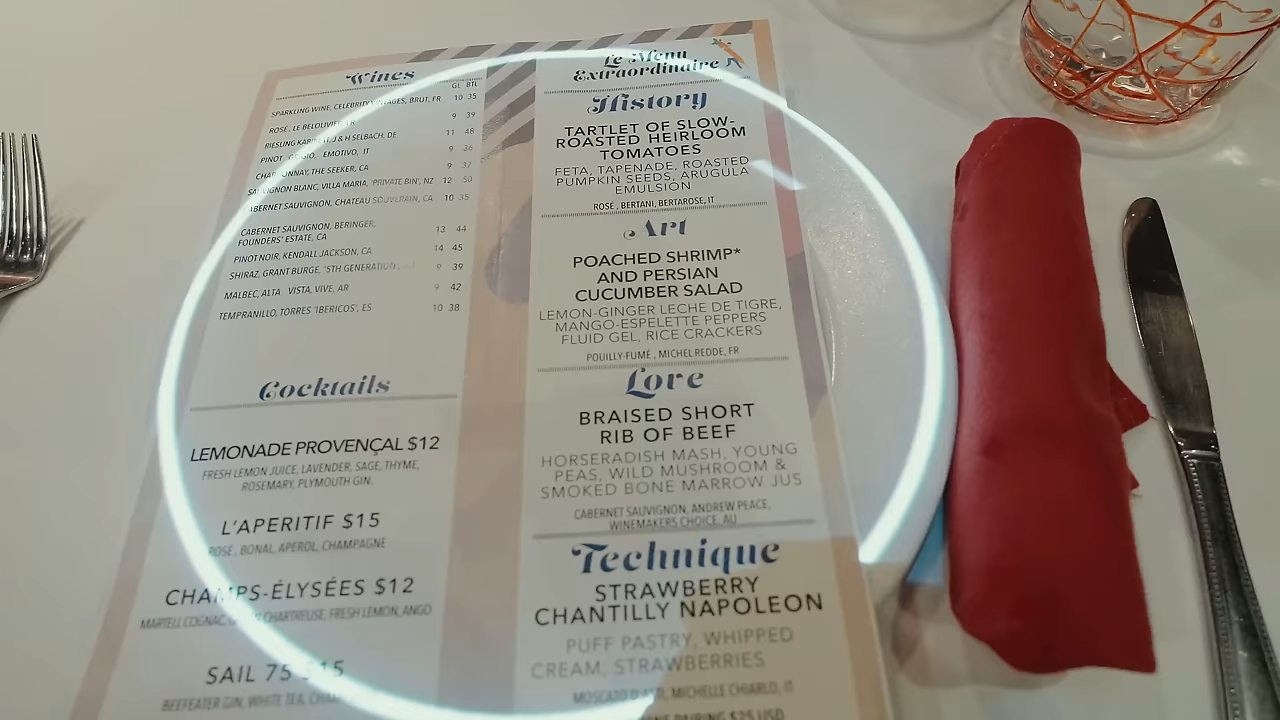 Wines
GL BTL
SPARKLING WINE, CELEBRITY VINTAGES, BRUT, FR 10 35
ROSÉ, LE BELOUVIER, FR 9 39
RIESLING J & H SELBACH, DE 11 48
PINOT EMOTIVO, IT 9 36
THE SEEKER, CA 9 37
SAUVIGNON BLANC, VILLA MARIA, 'PRIVATE BIN', NZ 12 50
CABERNET SAUVIGNON, CHATEAU SOUVERAIN, CA 10 35
CABERNET SAUVIGNON, BERINGER,
FOUNDERS' ESTATE, CA 13 44
PINOT NOIR, KENDALL JACKSON, CA 14 45
SHIRAZ, GRANT BURGE, '5TH GENERATION 9 39
MALBEC, ALTA VISTA, VIVE, AR 9 42
TEMPRANILLO, TORRES 'IBERICOS', ES 10 38
Cocktails
LEMONADE PROVENÇAL $12
FRESH LEMON JUICE, LAVENDER, SAGE, THYME,
ROSEMARY, PLYMOUTH GIN.
L'APERITIF $15
ROSÉ, BONAL, APEROL, CHAMPAGNE
CHAMPS-ÉLYSÉES $12
MARTELL COGNAC, CHARTREUSE, FRESH LEMON, ANGO
SAIL 75 $15
BEEFEATER GIN, WHITE TEA,
Le Menu
Extraordinaire
History
TARTLET OF SLOW-
ROASTED HEIRLOOM
TOMATOES
FETA, TAPENADE, ROASTED
PUMPKIN SEEDS, ARUGULA
EMULSION
ROSÉ, BERTANI, BERTAROSE, IT
Art
POACHED SHRIMP*
AND PERSIAN
CUCUMBER SALAD
LEMON-GINGER LECHE DE TIGRE,
MANGO-ESPELETTE PEPPERS
FLUID GEL, RICE CRACKERS
POUILLY-FUMÉ, MICHEL REDDE, FR
Love
BRAISED SHORT
RIB OF BEEF
HORSERADISH MASH, YOUNG
PEAS, WILD MUSHROOM &
SMOKED BONE MARROW JUS
CABERNET SAUVIGNON, ANDREW PEACE,
WINEMAKERS CHOICE, AU
Technique
STRAWBERRY
CHANTILLY NAPOLEON
PUFF PASTRY, WHIPPED
CREAM, STRAWBERRIES
MOSCATO D'ASTI, MICHELLE CHIARLO, IT
PAIRING $25 USD